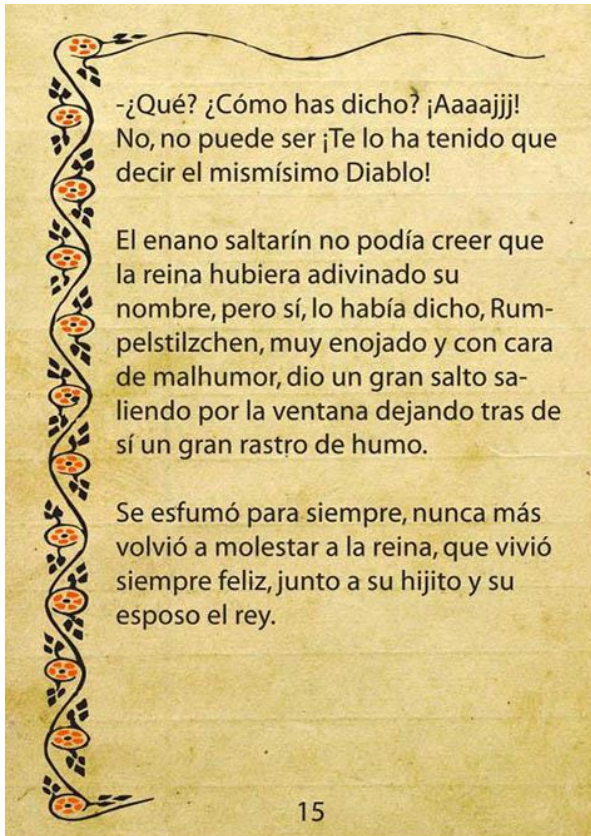 -¿Qué? ¿Cómo has dicho? ¡Aaaajjj!
No, no puede ser ¡Te lo ha tenido que
decir el mismísimo Diablo!
El enano saltarín no podía creer que
la reina hubiera adivinado su
nombre, pero sí, lo había dicho, Rum-
pelstilzchen, muy enojado y con cara
de malhumor, dio un gran salto sa-
liendo por la ventana dejando tras de
sí un gran rastro de humo.
Se esfumó para siempre, nunca más
volvió a molestar a la reina, que vivió
siempre feliz, junto a su hijito y su
esposo el rey.
15